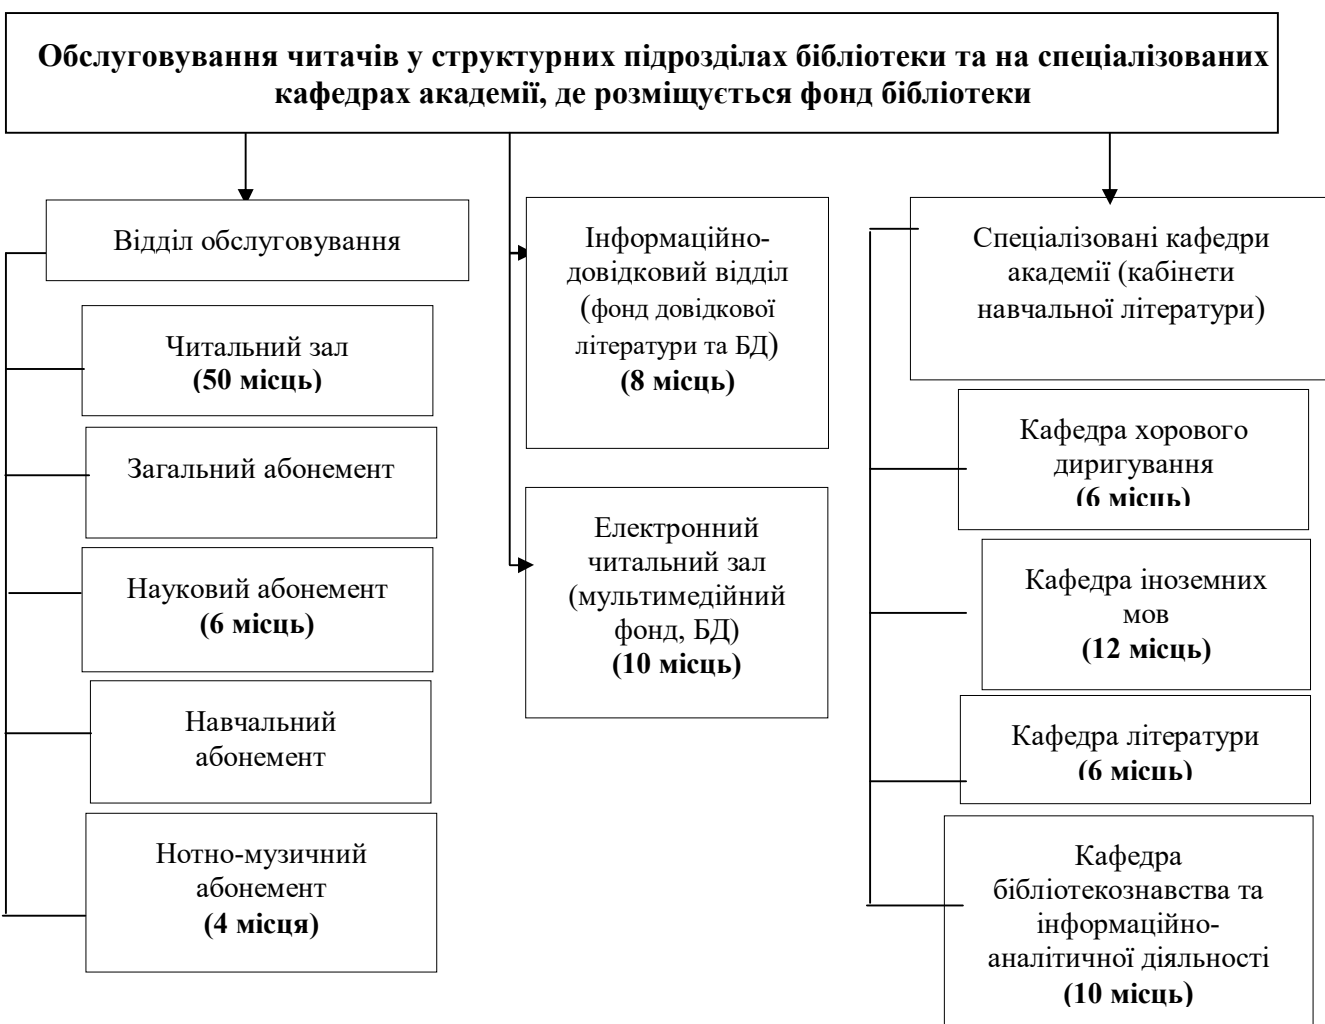 Обслуговування читачів у структурних підрозділах бібліотеки та на спеціалізованих
кафедрах академії, де розміщується фонд бібліотеки
Відділ обслуговування
Читальний зал
(50 місць)
Загальний абонемент
Науковий абонемент
(6 місць)
Навчальний
абонемент
Нотно-музичний
абонемент
(4 місця)
Інформаційно-
довідковий відділ
(фонд довідкової
літератури та БД)
(8 місць)
Електронний
читальний зал
(мультимедійний
фонд, БД)
(10 місць)
Спеціалізовані кафедри
академії (кабінети
навчальної літератури)
Кафедра хорового
диригування
(6 місць)
Кафедра іноземних
мов
(12 місць)
Кафедра літератури
(6 місць)
Кафедра
бібліотекознавства та
інформаційно-
аналітичної діяльності
(10 місць)